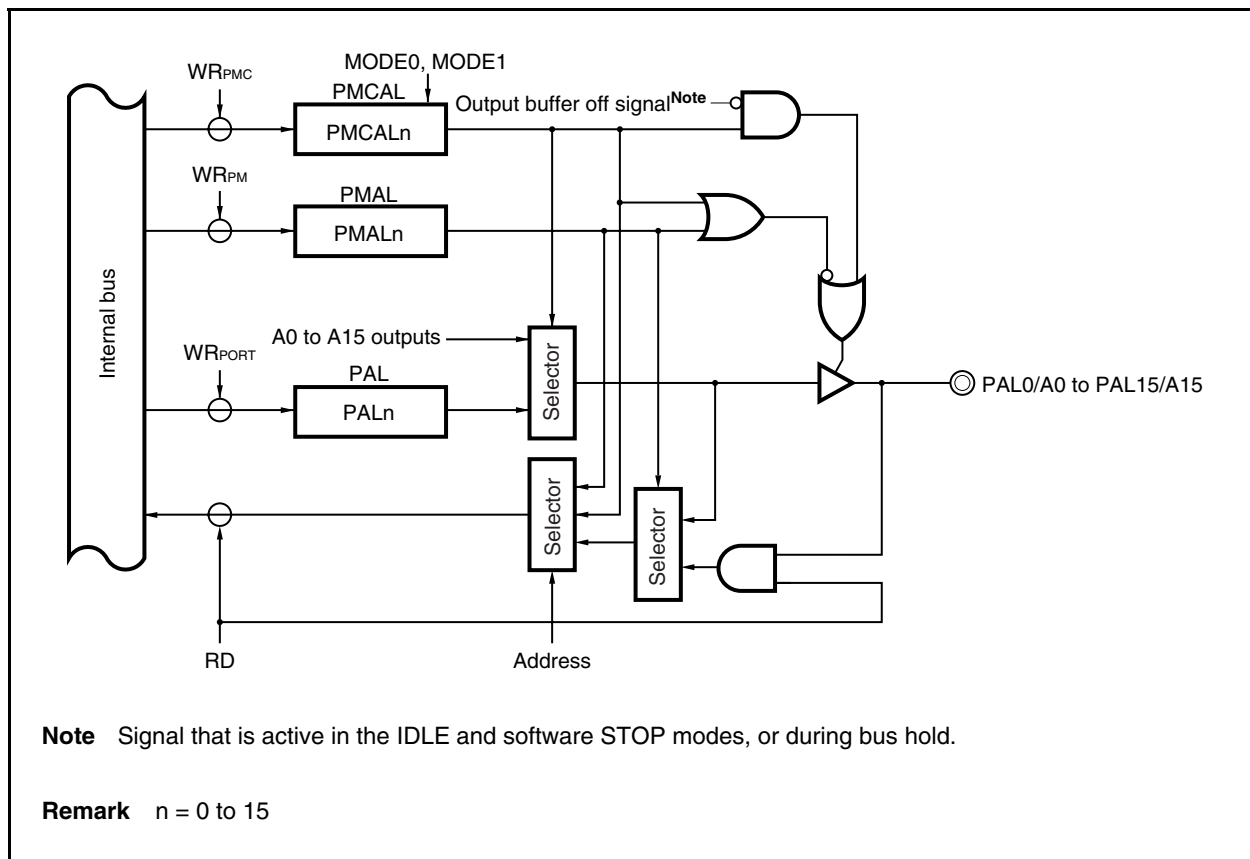 MODE0, MODE1
WRPMC
PMCAL
Output buffer off signalNote
PMCALn
WRPM
PMAL
PMALn
Internal bus
A0 to A15 outputs
WRPORT
PAL
PALn
Selector
PAL0/A0 to PAL15/A15
Selector
Selector
RD
Address
Note Signal that is active in the IDLE and software STOP modes, or during bus hold.
Remark n = 0 to 15